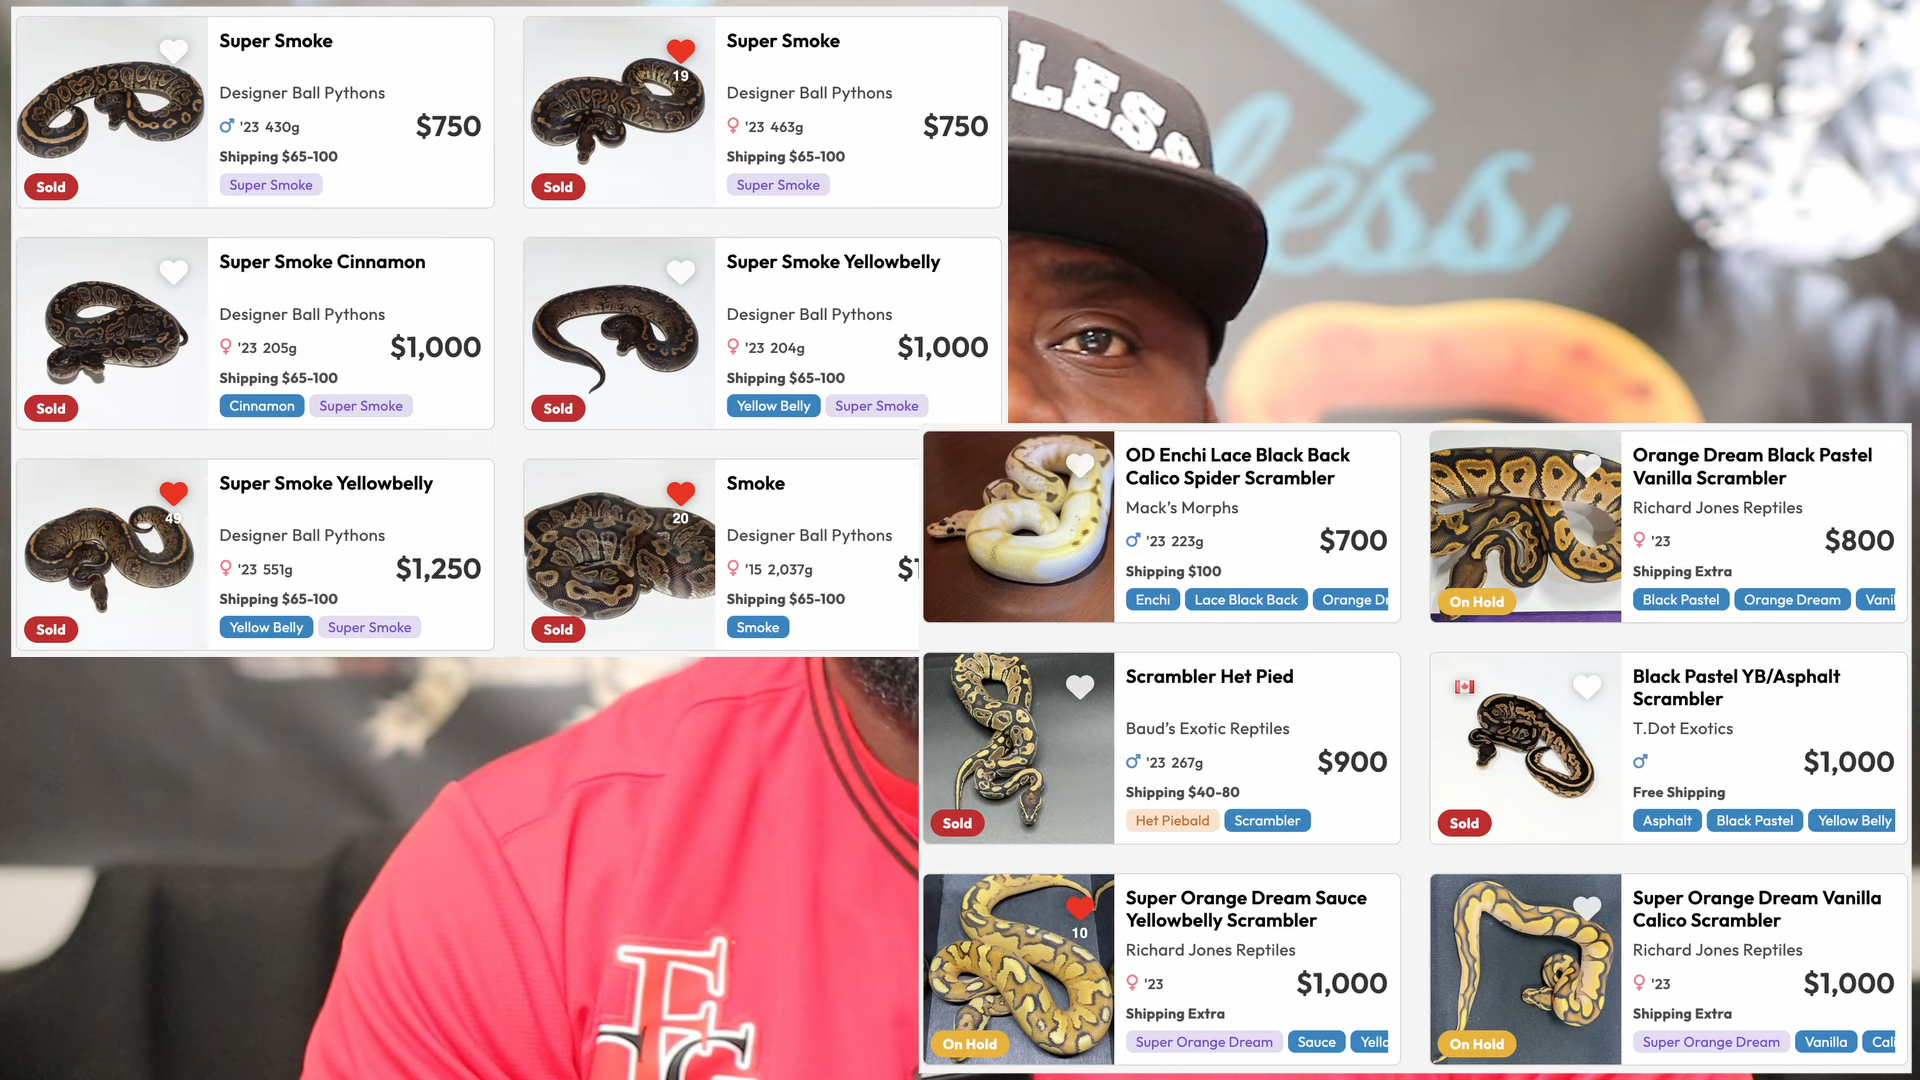 Super Smoke
Designer Ball Pythons
♂ '23 430g
$750
Shipping $65-100
Super Smoke
Sold
19
Super Smoke
Designer Ball Pythons
♀ '23 463g
$750
Shipping $65-100
Super Smoke
Sold
Super Smoke Cinnamon
Designer Ball Pythons
♀ '23 205g
$1,000
Shipping $65-100
Cinnamon Super Smoke
Sold
Super Smoke Yellowbelly
Designer Ball Pythons
♀ '23 204g
$1,000
Shipping $65-100
Yellow Belly Super Smoke
Sold
49
Super Smoke Yellowbelly
Designer Ball Pythons
♀ '23 551g
$1,250
Shipping $65-100
Yellow Belly Super Smoke
Sold
20
Smoke
Designer Ball Pythons
♀ '15 2,037g
$1
Shipping $65-100
Smoke
Sold
LES
ess
OD Enchi Lace Black Back
Calico Spider Scrambler
Mack's Morphs
♂ '23 223g
$700
Shipping $100
Enchi Lace Black Back Orange Dr
Orange Dream Black Pastel
Vanilla Scrambler
Richard Jones Reptiles
♀ '23
$800
Shipping Extra
Black Pastel Orange Dream Vanil
On Hold
Scrambler Het Pied
Baud's Exotic Reptiles
♂ '23 267g
$900
Shipping $40-80
Het Piebald Scrambler
Sold
Black Pastel YB/Asphalt
Scrambler
T.Dot Exotics
♂
$1,000
Free Shipping
Asphalt Black Pastel Yellow Belly
Sold
10
Super Orange Dream Sauce
Yellowbelly Scrambler
Richard Jones Reptiles
♀ '23
$1,000
Shipping Extra
Super Orange Dream Sauce Yello
On Hold
Super Orange Dream Vanilla
Calico Scrambler
Richard Jones Reptiles
♀ '23
$1,000
Shipping Extra
Super Orange Dream Vanilla Cali
On Hold